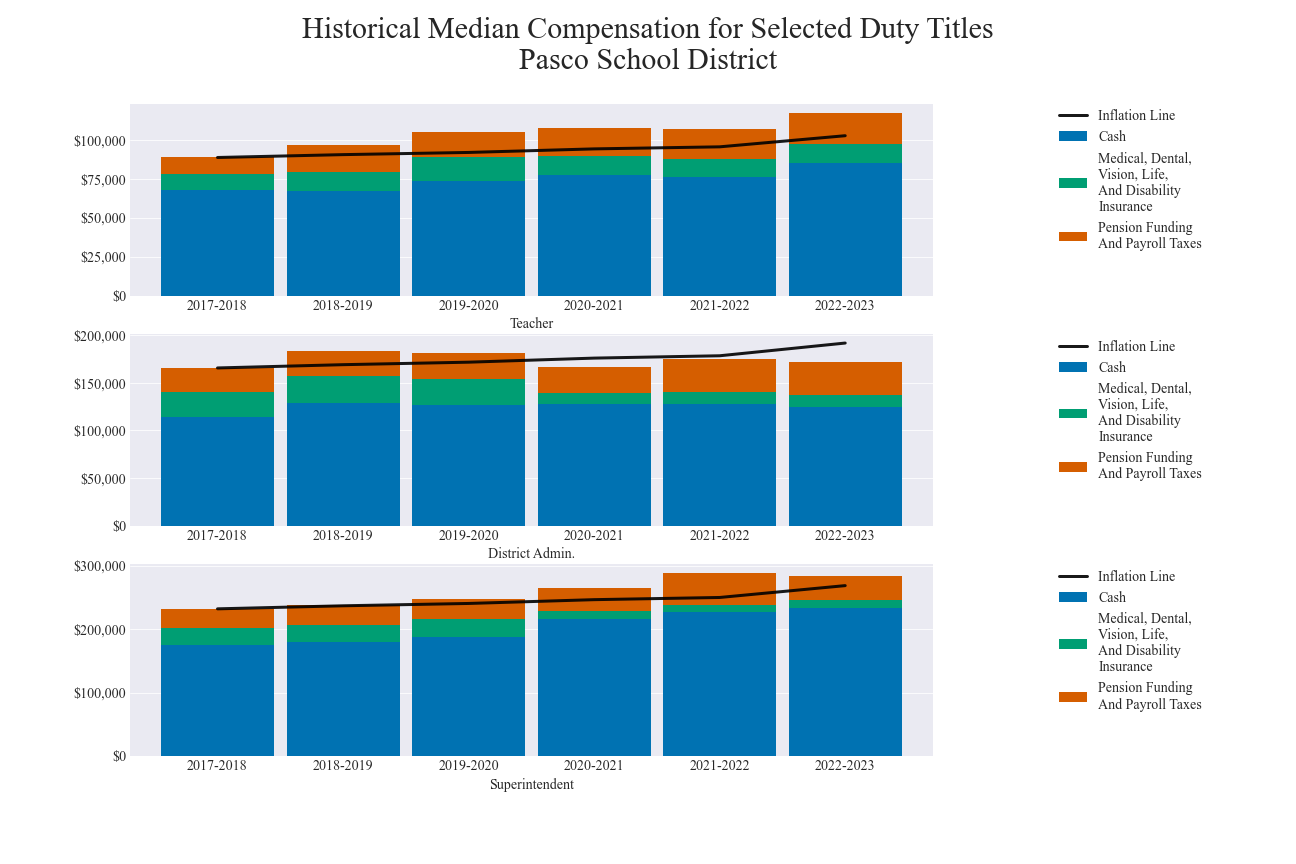 Historical Median Compensation for Selected Duty Titles
Pasco School District
$100,000
$75,000
$50,000
$25,000
$0
2017-2018 2018-2019 2019-2020 2020-2021 2021-2022 2022-2023
Teacher
Inflation Line
Cash
Medical, Dental,
Vision, Life,
And Disability
Insurance
Pension Funding
And Payroll Taxes
$200,000
$150,000
$100,000
$50,000
$0
2017-2018 2018-2019 2019-2020 2020-2021 2021-2022 2022-2023
District Admin.
Inflation Line
Cash
Medical, Dental,
Vision, Life,
And Disability
Insurance
Pension Funding
And Payroll Taxes
$300,000
$200,000
$100,000
$0
2017-2018 2018-2019 2019-2020 2020-2021 2021-2022 2022-2023
Superintendent
Inflation Line
Cash
Medical, Dental,
Vision, Life,
And Disability
Insurance
Pension Funding
And Payroll Taxes